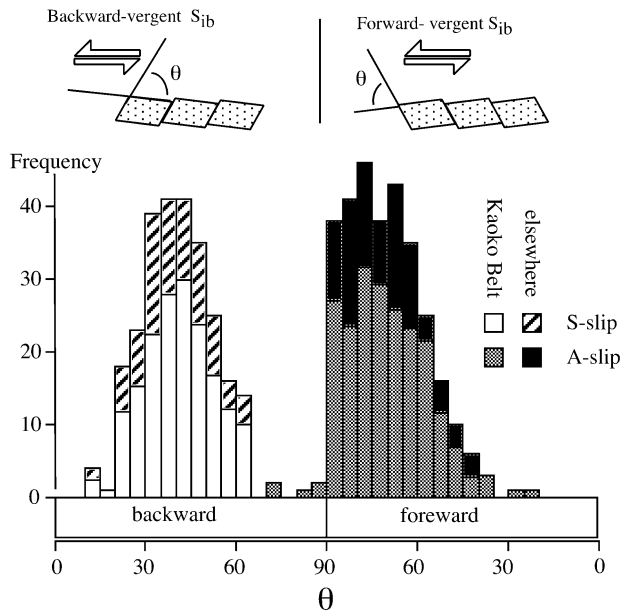 Backward-vergent Sib
Forward- vergent Sib
θ
θ
Frequency
40
30
20
10
0
Kaoko Belt
elsewhere
S-slip
A-slip
backward
foreward
0 30 60 90 60 30 0
θ